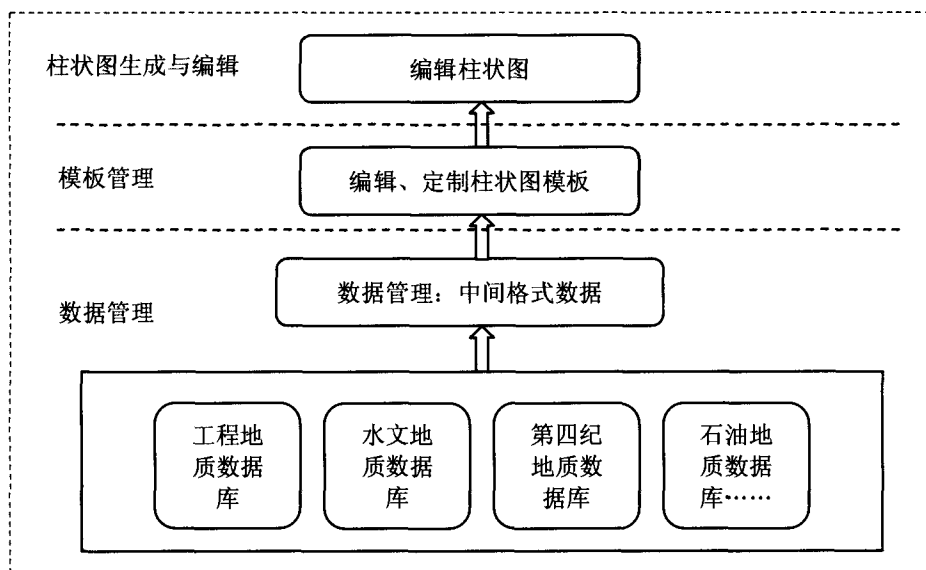 柱状图生成与编辑
编辑柱状图
模板管理
编辑、定制柱状图模板
数据管理：中间格式数据
数据管理
工程地
质数据
库
水文地
质数据
库
第四纪
地质数
据库
石油地
质数据
库……